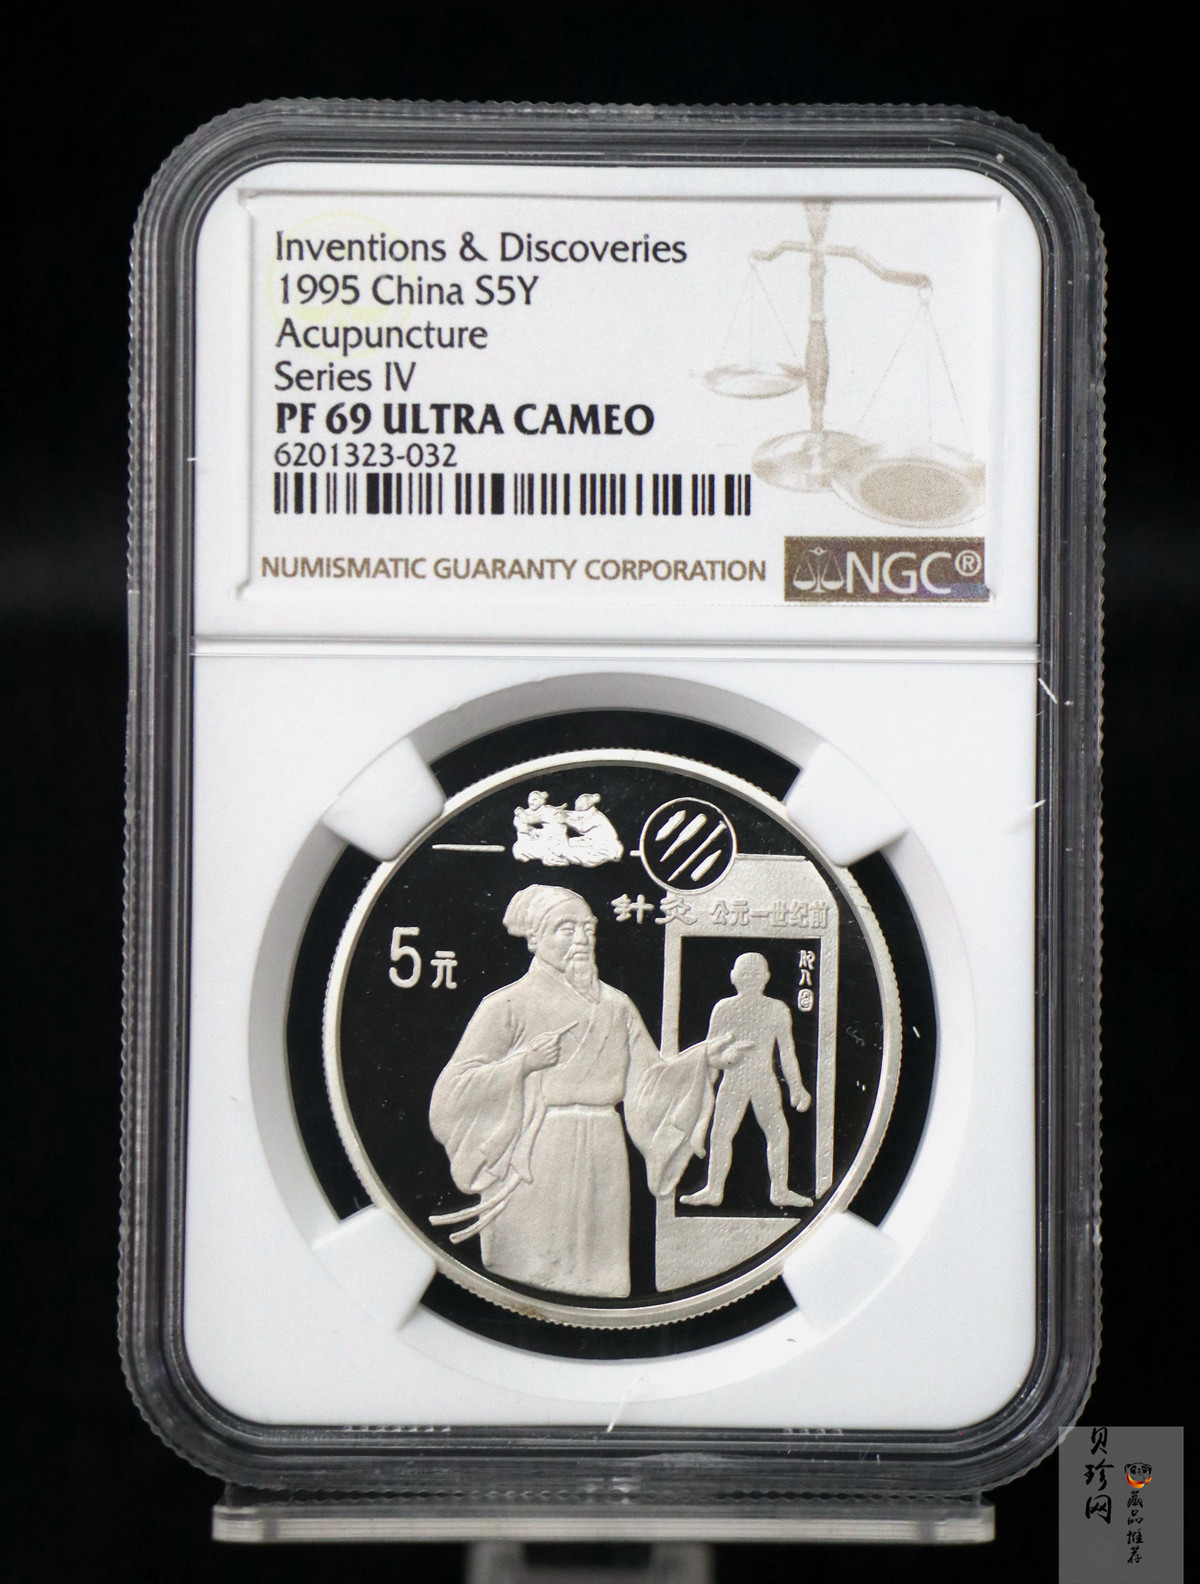 Inventions & Discoveries
1995 China S5Y
Acupuncture
Series IV
PF 69 ULTRA CAMEO
6201323-032
NUMISMATIC GUARANTY CORPORATION
NGC®
针灸 公元一世纪前
5元
贝珍网
藏品推荐